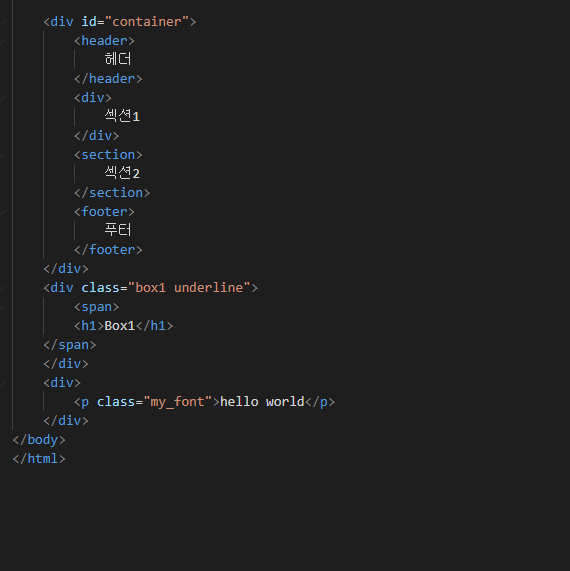 <div id="container">
<header>
헤더
</header>
<div>
섹션1
</div>
<section>
섹션2
</section>
<footer>
푸터
</footer>
</div>
<div class="box1 underline">
<span>
<h1>Box1</h1>
</span>
</div>
<div>
<p class="my_font">hello world</p>
</div>
</body>
</html>